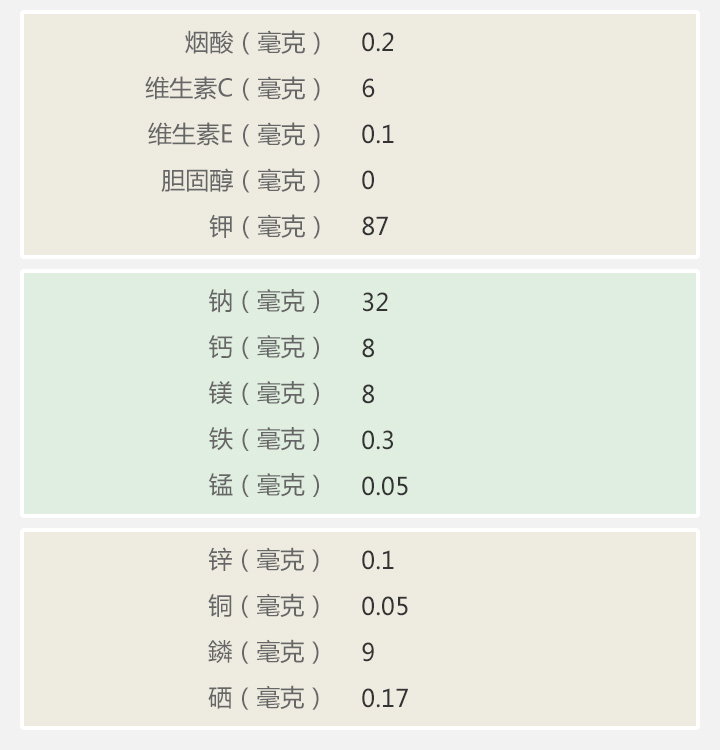 烟酸（毫克） 0.2
维生素C（毫克） 6
维生素E（毫克） 0.1
胆固醇（毫克） 0
钾（毫克） 87
钠（毫克） 32
钙（毫克） 8
镁（毫克） 8
铁（毫克） 0.3
锰（毫克） 0.05
锌（毫克） 0.1
铜（毫克） 0.05
鏻（毫克） 9
硒（毫克） 0.17